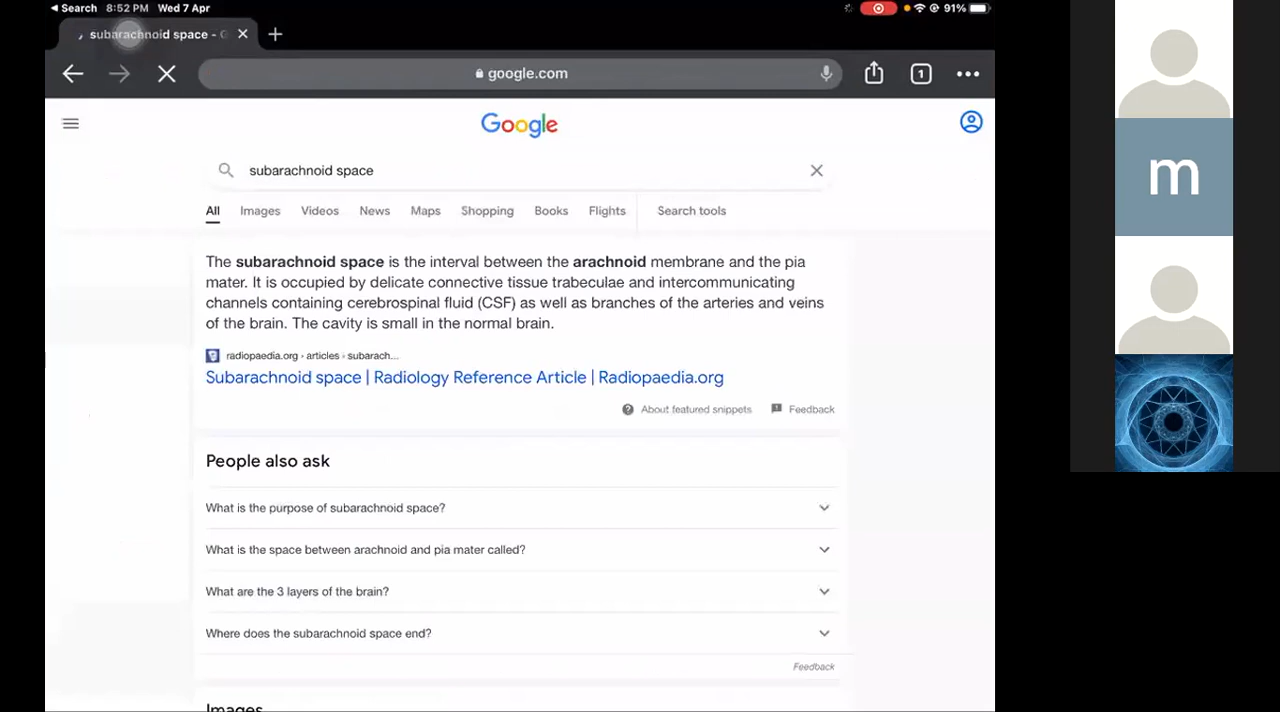 Search 8:52 PM Wed 7 Apr 91%
subarachnoid space - G
google.com 1
Google
subarachnoid space
All Images Videos News Maps Shopping Books Flights Search tools
The subarachnoid space is the interval between the arachnoid membrane and the pia
mater. It is occupied by delicate connective tissue trabeculae and intercommunicating
channels containing cerebrospinal fluid (CSF) as well as branches of the arteries and veins
of the brain. The cavity is small in the normal brain.
radiopaedia.org › articles › subarach...
Subarachnoid space | Radiology Reference Article | Radiopaedia.org
About featured snippets Feedback
People also ask
What is the purpose of subarachnoid space?
What is the space between arachnoid and pia mater called?
What are the 3 layers of the brain?
Where does the subarachnoid space end?
Feedback
Images
m